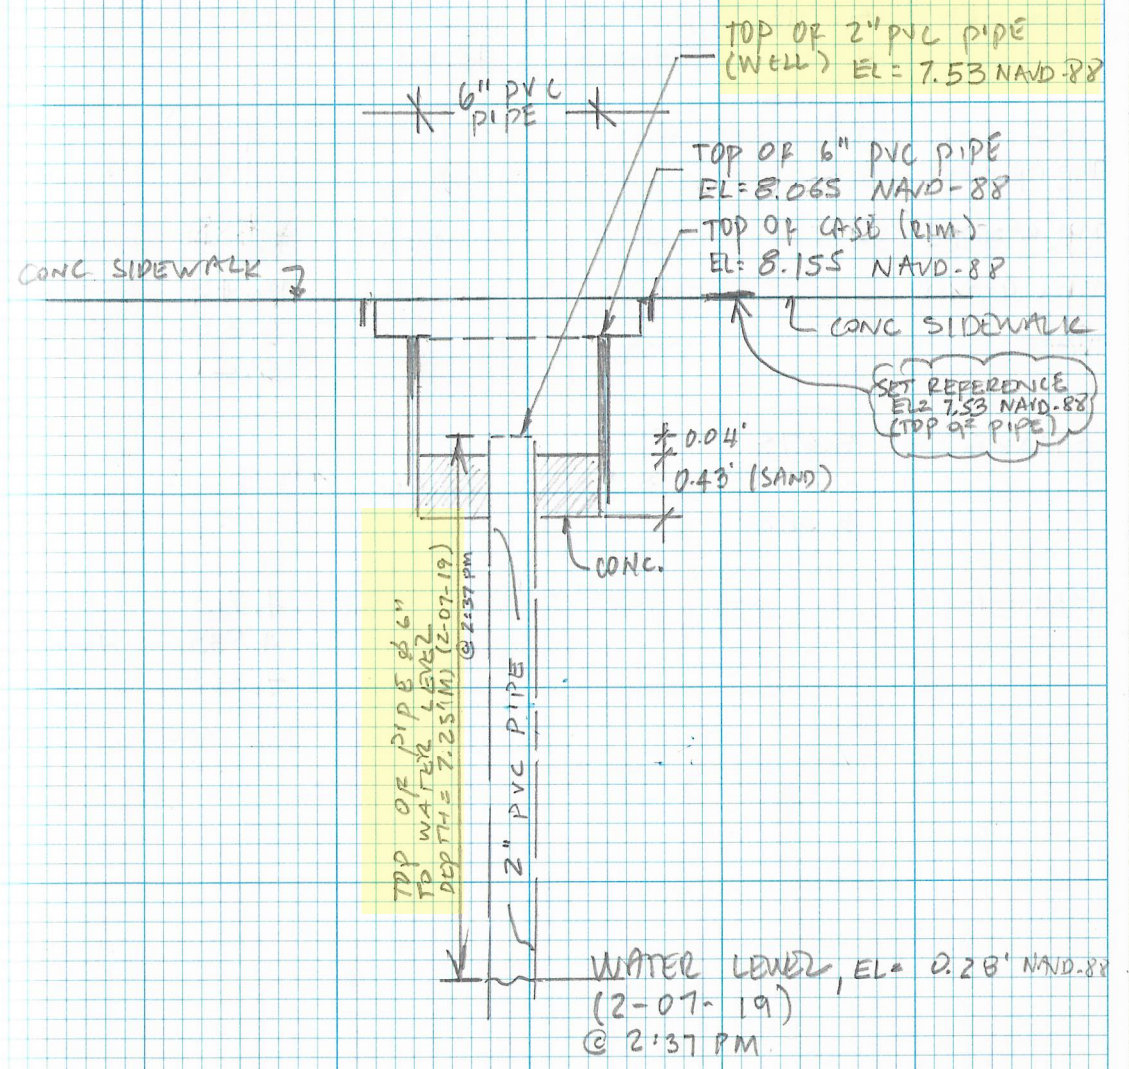 TOP OF 2" PVC PIPE
(WELL) EL= 7.53 NAVD-88
6" PVC
PIPE
TOP OF 6" PVC PIPE
EL=8.065 NAVD-88
TOP OF CASE (RIM)
EL= 8.155 NAVD-88
CONC SIDEWALK
CONC SIDEWALK
SET REFERENCE
EL= 7.53 NAVD-88
(TOP OF PIPE)
0.04'
0.43' (SAND)
CONC.
TOP OF PIPE @ 6"
TO WATER LEVEL
DEPTH = 7.25'(M) (2-07-19)
@ 2:37 PM
2" PVC PIPE
WATER LEVEL, EL= 0.28' NAVD-88
(2-07-19)
@ 2:37 PM